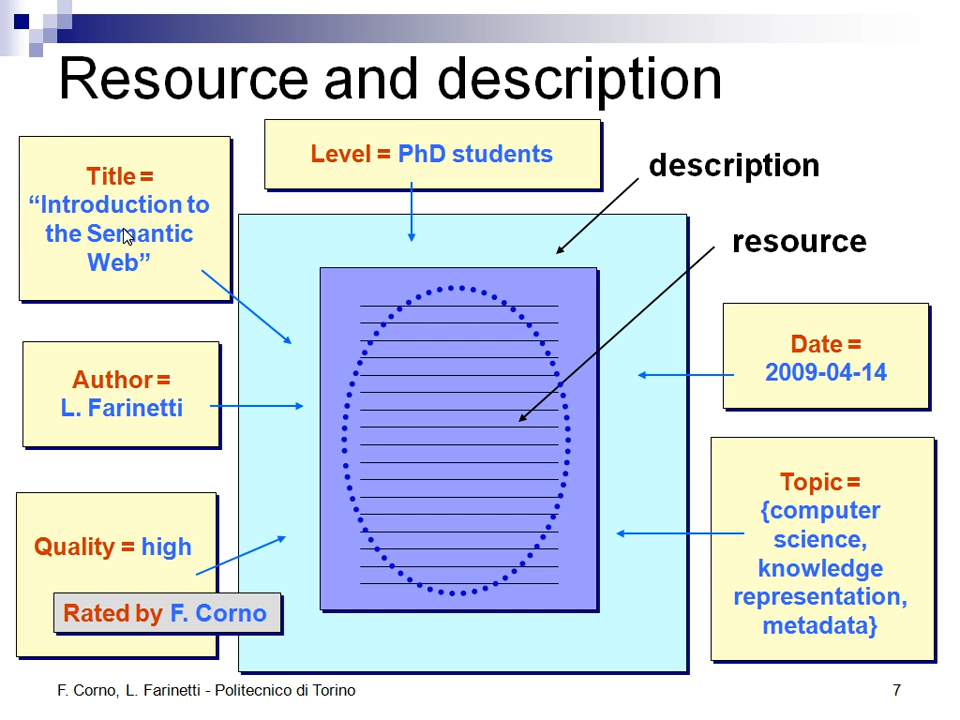 Resource and description
Level = PhD students
description
resource
Title =
“Introduction to
the Semantic
Web”
Author =
L. Farinetti
Quality = high
Rated by F. Corno
Date =
2009-04-14
Topic =
{computer
science,
knowledge
representation,
metadata}
F. Corno, L. Farinetti - Politecnico di Torino
7